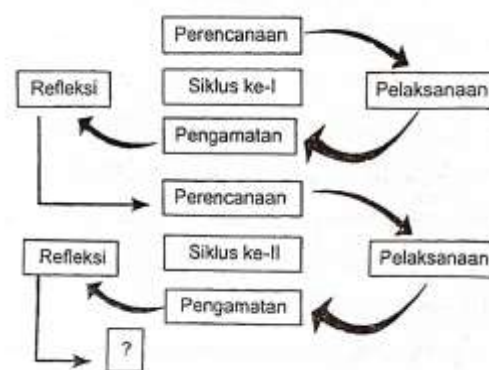 Perencanaan
Refleksi
Siklus ke-I
Pelaksanaan
Pengamatan
Perencanaan
Refleksi
Siklus ke-II
Pelaksanaan
Pengamatan
?